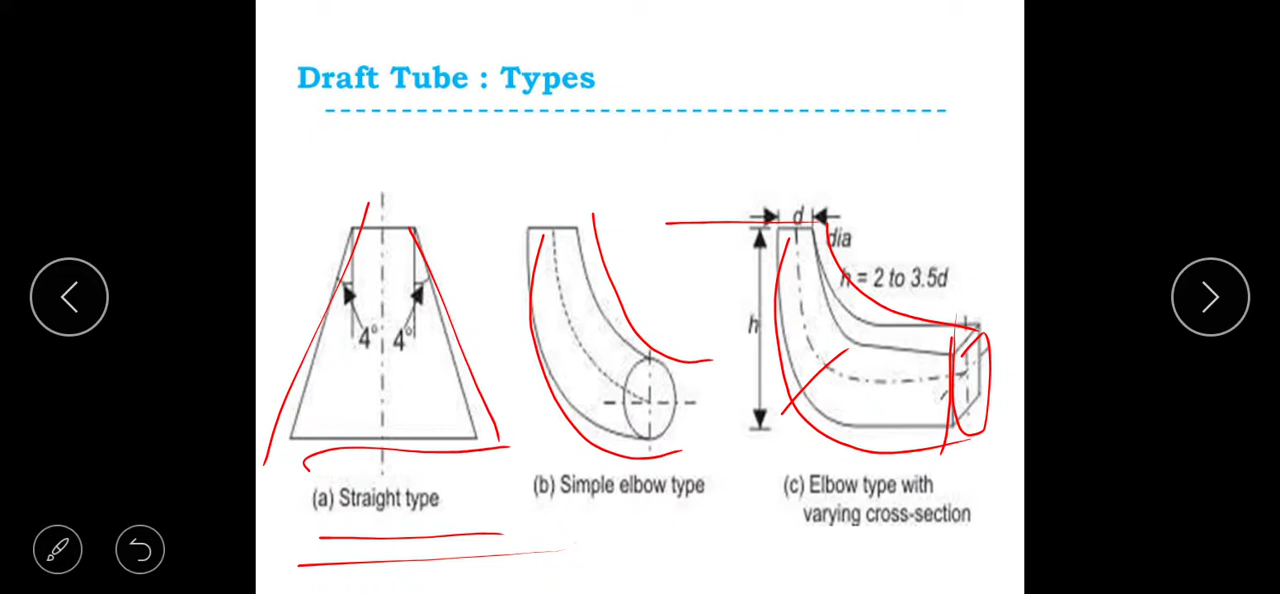 Draft Tube : Types
d
dia
h = 2 to 3.5d
h
4° 4°
(a) Straight type
(b) Simple elbow type
(c) Elbow type with
varying cross-section